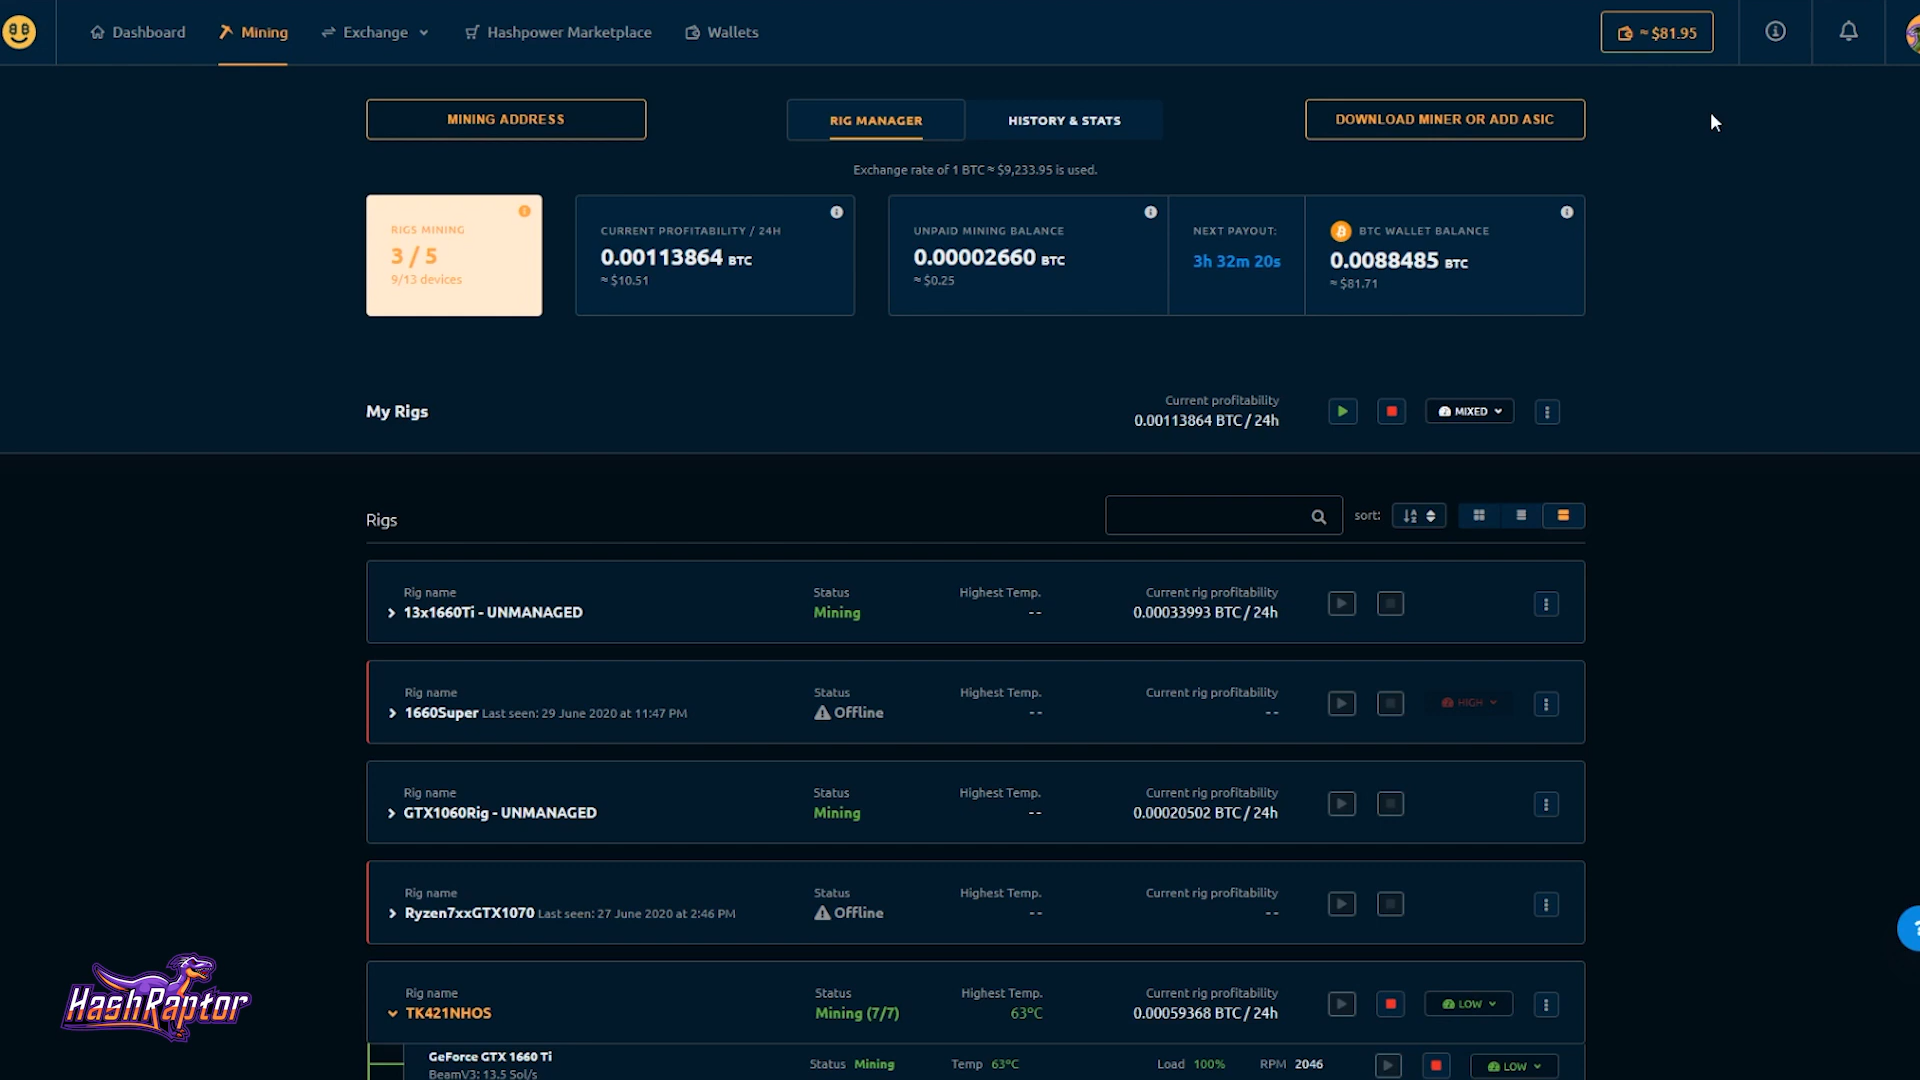 Dashboard
Mining
Exchange
Hashpower Marketplace
Wallets
≈ $81.95
MINING ADDRESS
RIG MANAGER
HISTORY & STATS
DOWNLOAD MINER OR ADD ASIC
Exchange rate of 1 BTC ≈ $9,233.95 is used.
RIGS MINING
3 / 5
9/13 devices
CURRENT PROFITABILITY / 24H
0.00113864 BTC
≈ $10.51
UNPAID MINING BALANCE
0.00002660 BTC
≈ $0.25
NEXT PAYOUT:
3h 32m 20s
BTC WALLET BALANCE
0.0088485 BTC
≈ $81.71
My Rigs
Current profitability
0.00113864 BTC / 24h
MIXED
Rigs
sort:
Rig name Status Highest Temp. Current rig profitability
13x1660Ti - UNMANAGED Mining -- 0.00033993 BTC / 24h
Rig name Status Highest Temp. Current rig profitability
1660Super Last seen: 29 June 2020 at 11:47 PM Offline -- -- HIGH
Rig name Status Highest Temp. Current rig profitability
GTX1060Rig - UNMANAGED Mining -- 0.00020502 BTC / 24h
Rig name Status Highest Temp. Current rig profitability
Ryzen7xxGTX1070 Last seen: 27 June 2020 at 2:46 PM Offline -- --
Rig name Status Highest Temp. Current rig profitability
TK421NHOS Mining (7/7) 63°C 0.00059368 BTC / 24h LOW
GeForce GTX 1660 Ti Status Mining Temp 63°C Load 100% RPM 2046 LOW
BeamV3: 13.5 Sol/s
HashRaptor
?